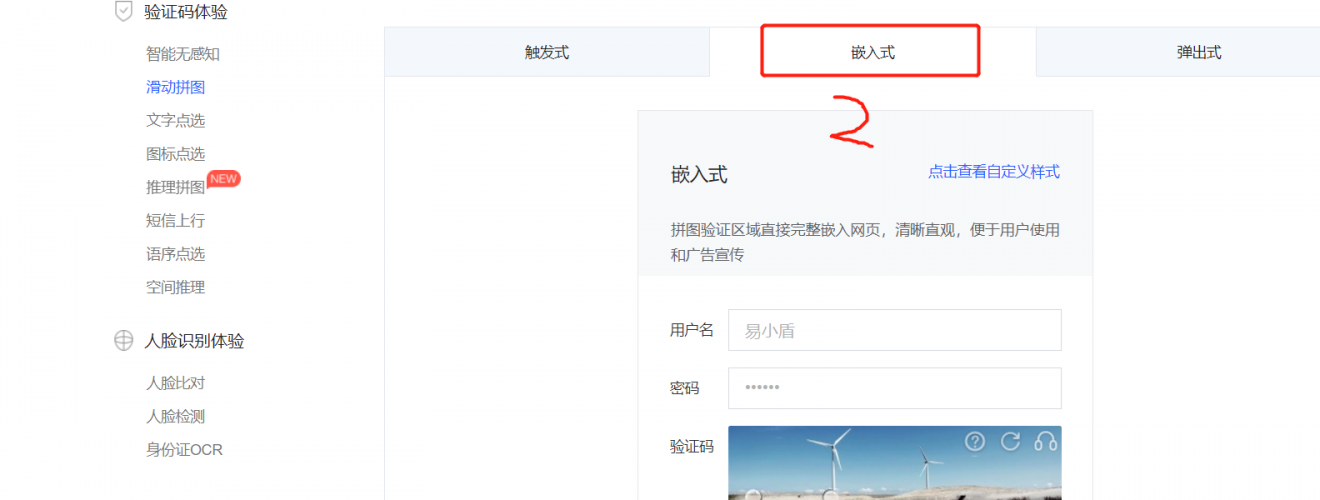 验证码体验
智能无感知
滑动拼图
文字点选
图标点选
推理拼图 NEW
短信上行
语序点选
空间推理
人脸识别体验
人脸比对
人脸检测
身份证OCR
触发式 嵌入式 弹出式
2
嵌入式 点击查看自定义样式
拼图验证区域直接完整嵌入网页，清晰直观，便于用户使用
和广告宣传
用户名 易小盾
密码 ••••••
验证码